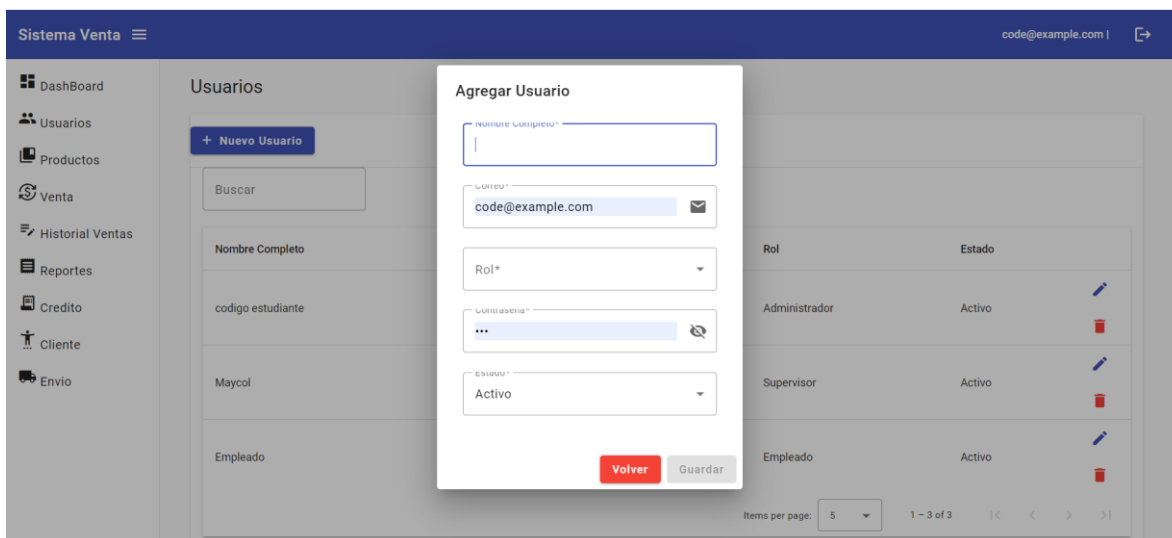 Sistema Venta
code@example.com |
DashBoard
Usuarios
Productos
Venta
Historial Ventas
Reportes
Credito
Cliente
Envio
Usuarios
+ Nuevo Usuario
Buscar
Nombre Completo Rol Estado
codigo estudiante Administrador Activo
Maycol Supervisor Activo
Empleado Empleado Activo
Items per page: 5 1 – 3 of 3
Agregar Usuario
Nombre Completo*
Correo*
code@example.com
Rol*
Contraseña*
•••
Estado*
Activo
Volver Guardar